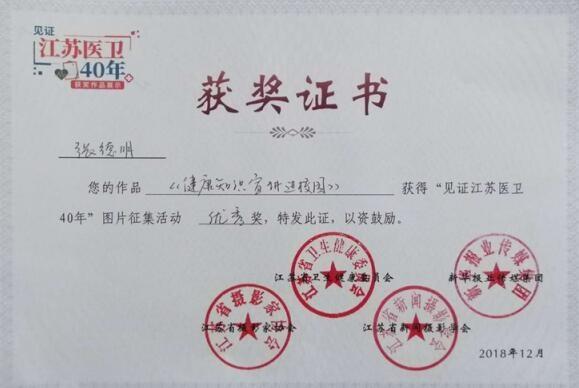 见证
江苏医卫
40年
获奖作品展示
获奖证书
张德明
您的作品《健康知识宣讲进校园》获得“见证江苏医卫
40年”图片征集活动 优秀奖，特发此证，以资鼓励。
江苏省卫生健康委员会
新华报业传媒集团
江苏省摄影家协会
江苏省新闻摄影学会
2018年12月